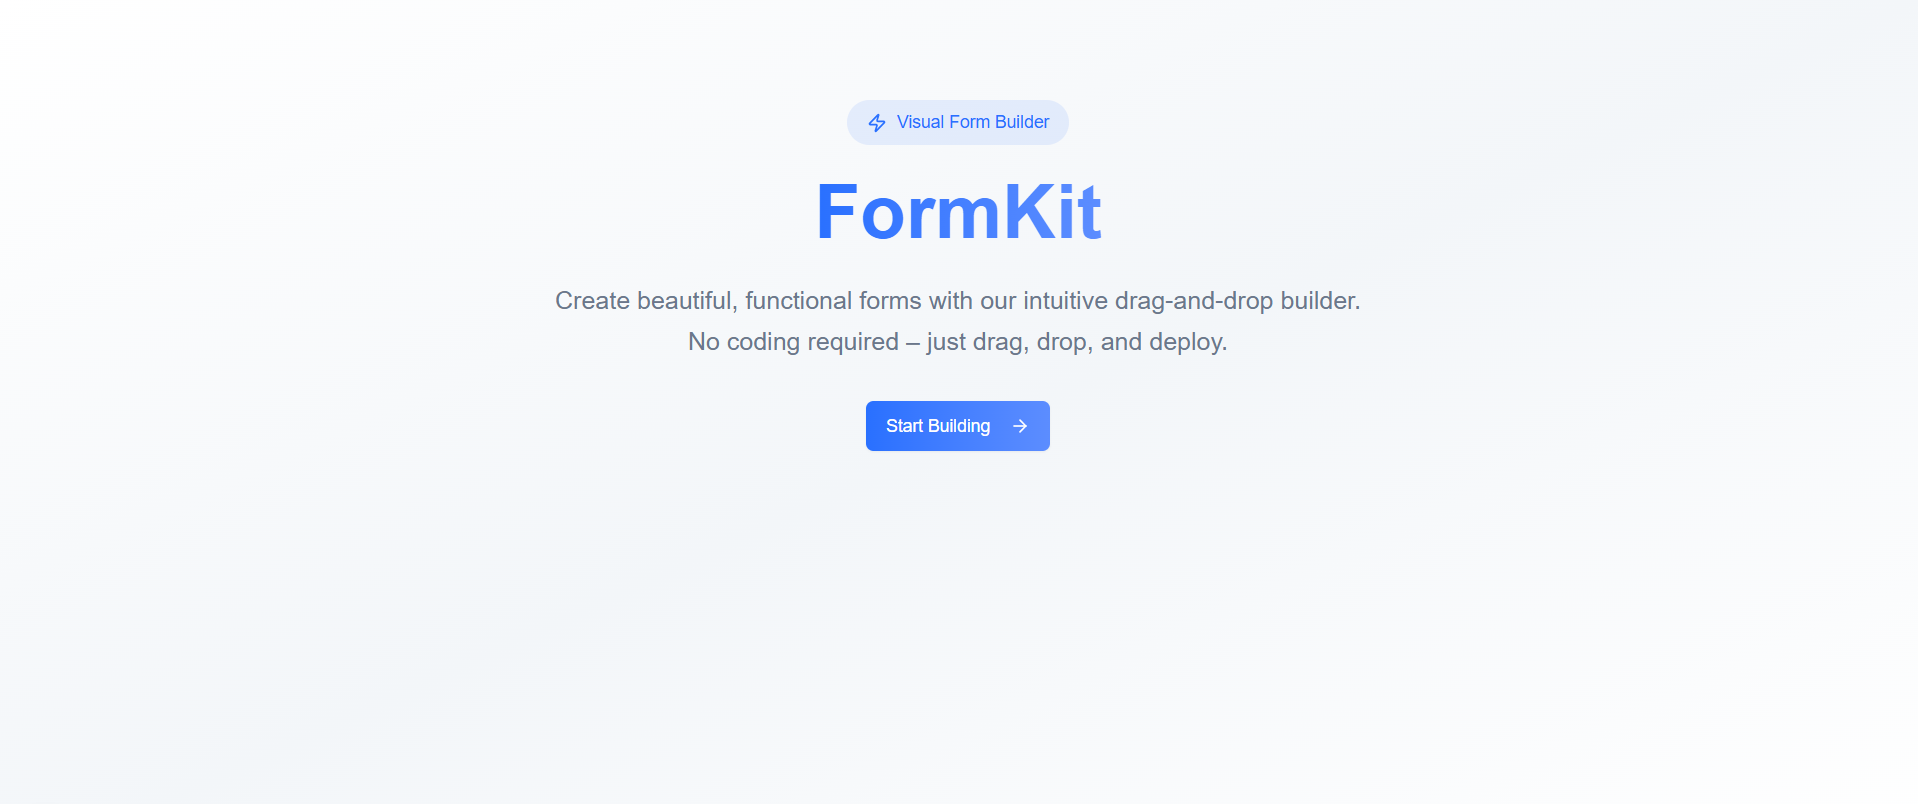 Visual Form Builder
FormKit
Create beautiful, functional forms with our intuitive drag-and-drop builder.
No coding required – just drag, drop, and deploy.
Start Building